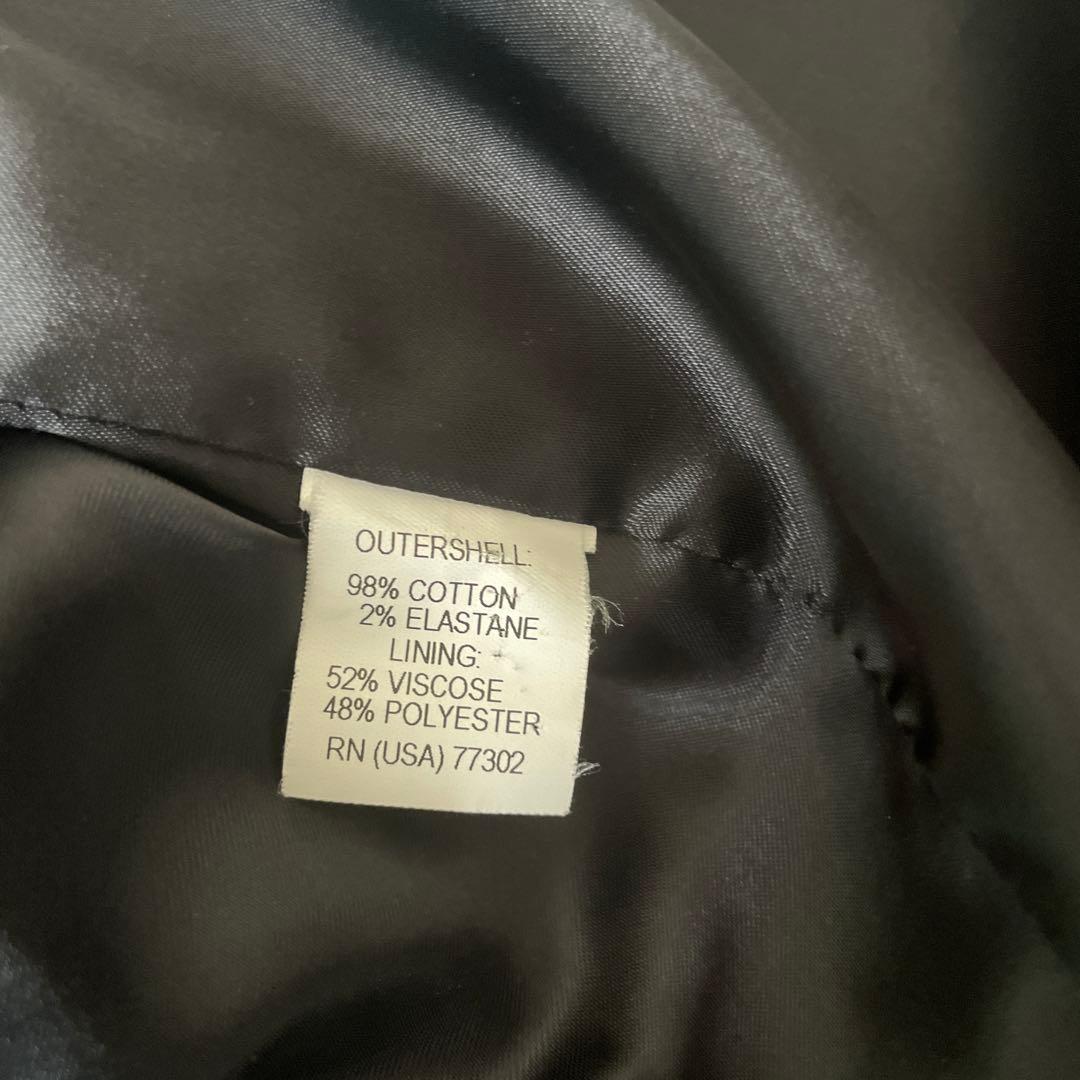 OUTERSHELL:
98% COTTON
2% ELASTANE
LINING:
52% VISCOSE
48% POLYESTER
RN (USA) 77302